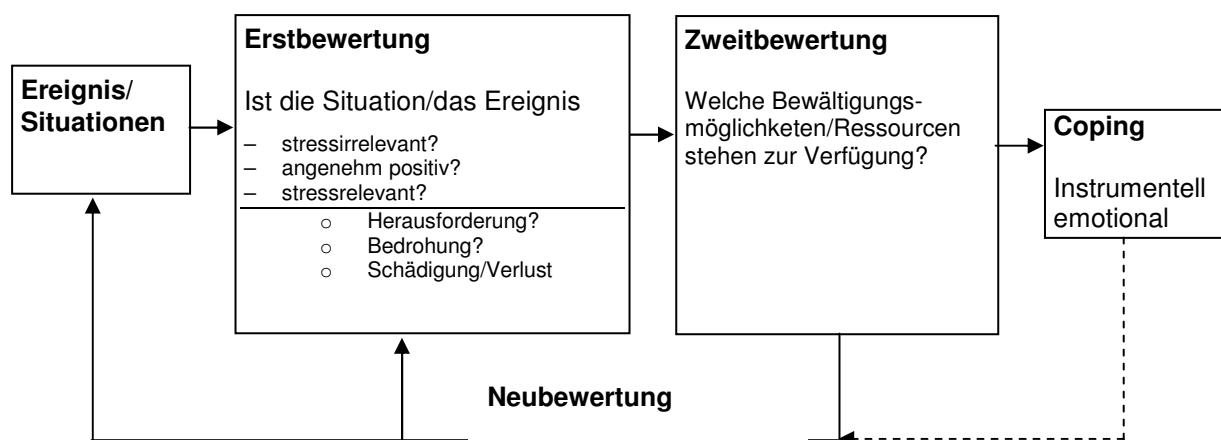 Ereignis/
Situationen
Erstbewertung
Ist die Situation/das Ereignis
– stressirrelevant?
– angenehm positiv?
– stressrelevant?
o Herausforderung?
o Bedrohung?
o Schädigung/Verlust
Zweitbewertung
Welche Bewältigungs-
möglichketen/Ressourcen
stehen zur Verfügung?
Coping
Instrumentell
emotional
Neubewertung